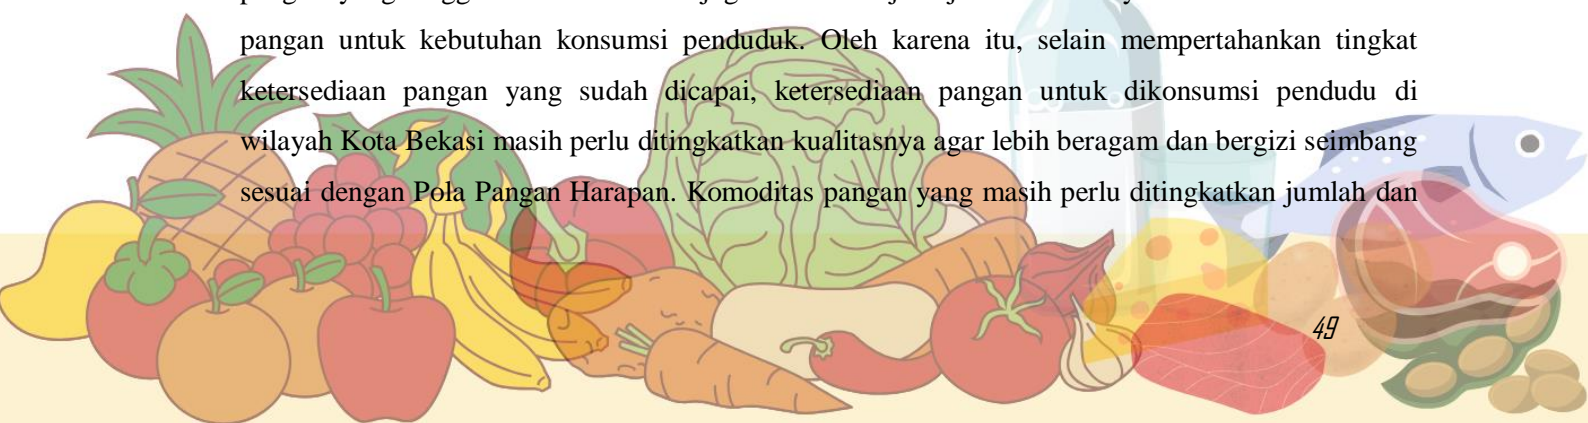 pangan untuk kebutuhan konsumsi penduduk. Oleh karena itu, selain mempertahankan tingkat
ketersediaan pangan yang sudah dicapai, ketersediaan pangan untuk dikonsumsi pendudu di
wilayah Kota Bekasi masih perlu ditingkatkan kualitasnya agar lebih beragam dan bergizi seimbang
sesuai dengan Pola Pangan Harapan. Komoditas pangan yang masih perlu ditingkatkan jumlah dan
49